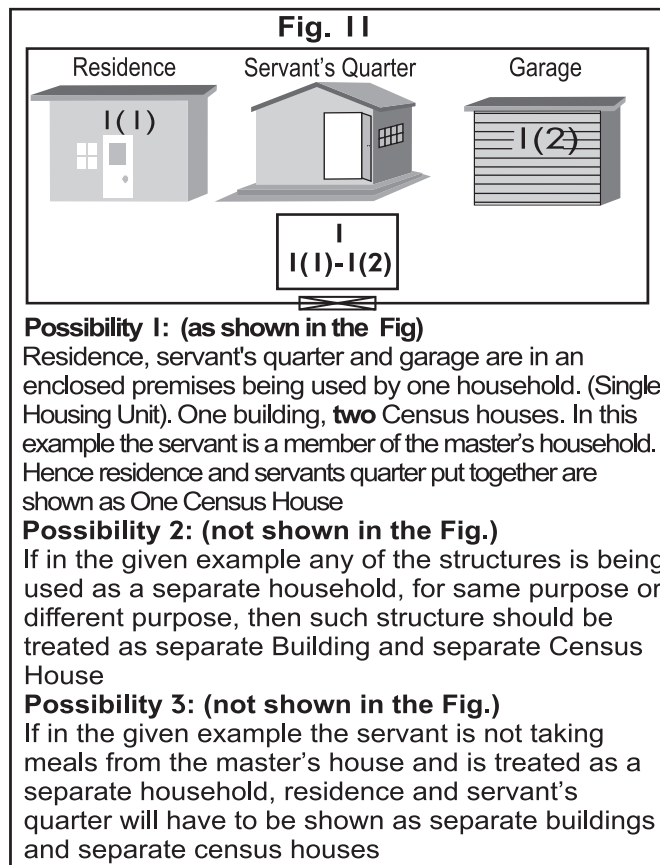 Fig. 11
Residence Servant's Quarter Garage
1(1)
1(2)
1
1(1)-1(2)
Possibility 1: (as shown in the Fig)
Residence, servant's quarter and garage are in an
enclosed premises being used by one household. (Single
Housing Unit). One building, two Census houses. In this
example the servant is a member of the master's household.
Hence residence and servants quarter put together are
shown as One Census House
Possibility 2: (not shown in the Fig.)
If in the given example any of the structures is being
used as a separate household, for same purpose or
different purpose, then such structure should be
treated as separate Building and separate Census
House
Possibility 3: (not shown in the Fig.)
If in the given example the servant is not taking
meals from the master's house and is treated as a
separate household, residence and servant's
quarter will have to be shown as separate buildings
and separate census houses